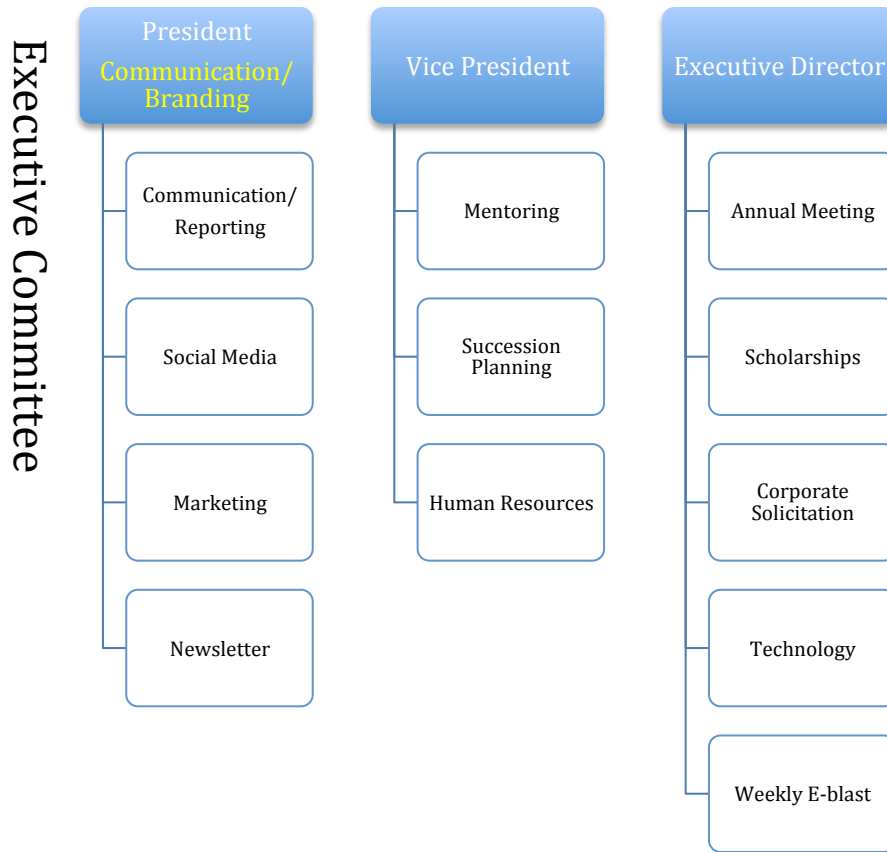 Executive Committee
President
Communication/
Branding
Communication/
Reporting
Social Media
Marketing
Newsletter
Vice President
Mentoring
Succession
Planning
Human Resources
Executive Director
Annual Meeting
Scholarships
Corporate
Solicitation
Technology
Weekly E-blast